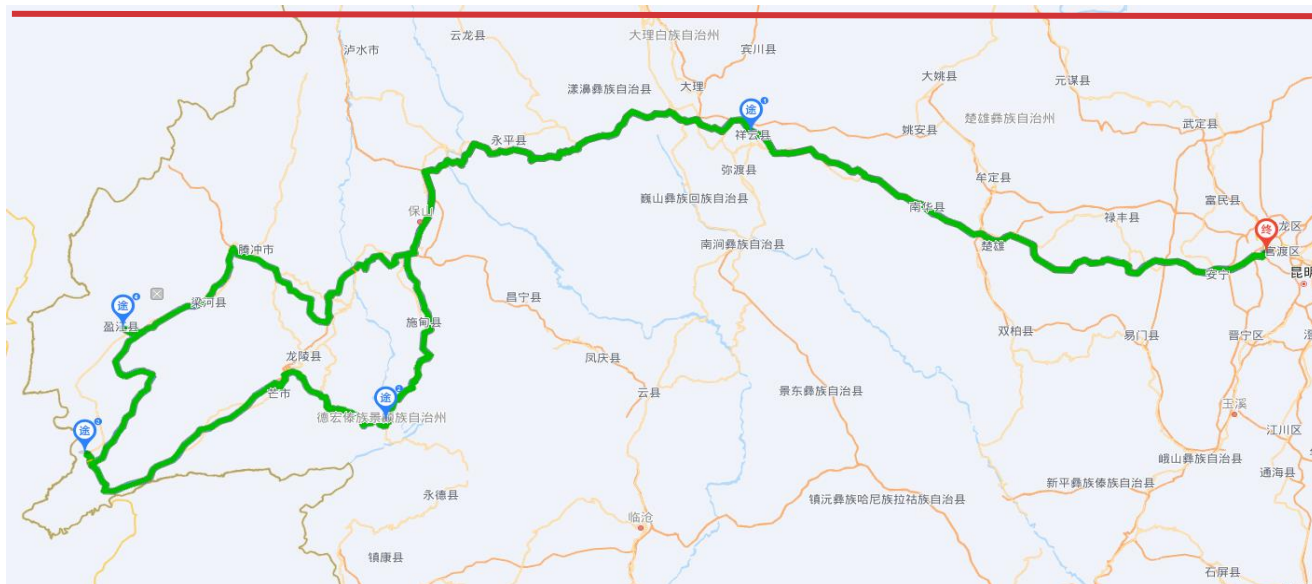 云龙县
大理白族自治州
宾川县
泸水市
大姚县
元谋县
漾濞彝族自治县
大理
途
1
楚雄彝族自治州
武定县
永平县
祥云县
姚安县
弥渡县
牟定县
富民县
保山
巍山彝族回族自治县
南华县
禄丰县
龙区
终
腾冲市
南涧彝族自治县
楚雄
官渡区
安宁
昆明
途
4
梁河县
昌宁县
盈江县
施甸县
双柏县
易门县
晋宁区
龙陵县
凤庆县
途
2
芒市
云县
景东彝族自治县
玉溪
德宏傣族景颇族自治州
途
3
江川区
峨山彝族自治县
通海县
永德县
镇沅彝族哈尼族拉祜族自治县
新平彝族傣族自治县
临沧
镇康县
石屏县